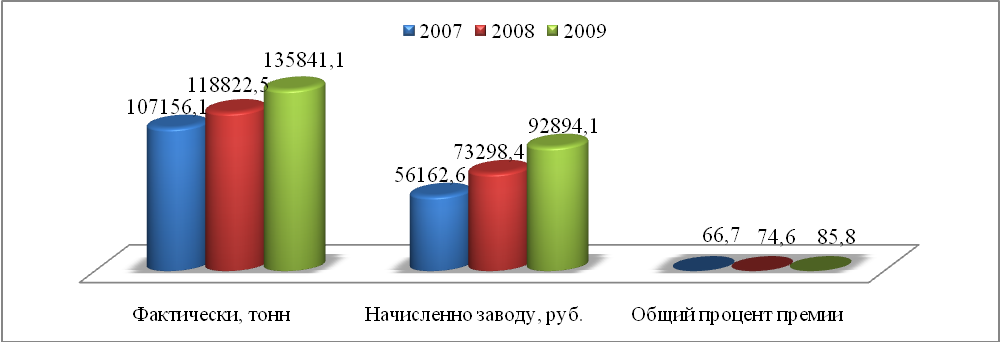 2007 2008 2009
107156,1 118822,5 135841,1
56162,6 73298,4 92894,1
66,7 74,6 85,8
Фактически, тонн Начисленно заводу, руб. Общий процент премии